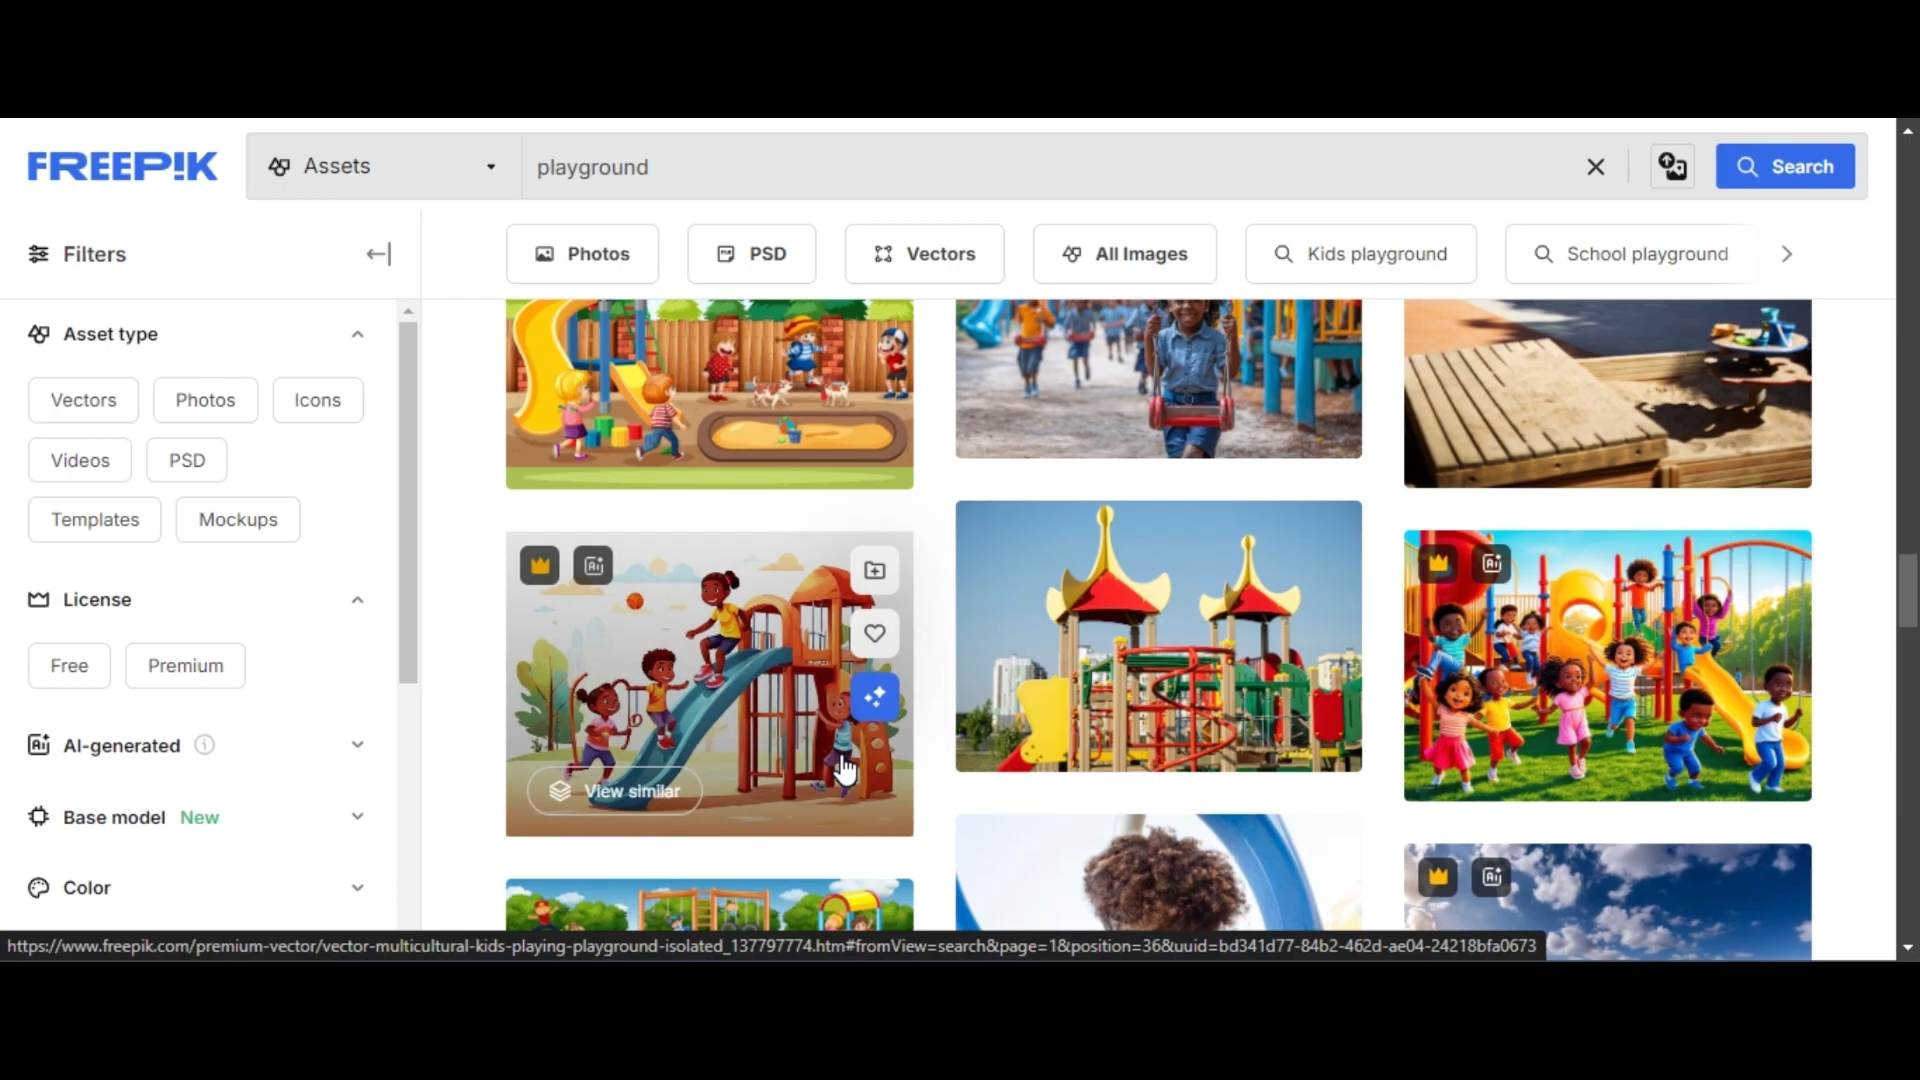 FREEP!K
Assets
playground
Search
Filters
Photos
PSD
Vectors
All Images
Kids playground
School playground
Asset type
Vectors
Photos
Icons
Videos
PSD
Templates
Mockups
License
Free
Premium
AI-generated
Base model New
Color
View similar
https://www.freepik.com/premium-vector/vector-multicultural-kids-playing-playground-isolated_137797774.htm#fromView=search&page=1&position=36&uuid=bd341d77-84b2-462d-ae04-24218bfa0673